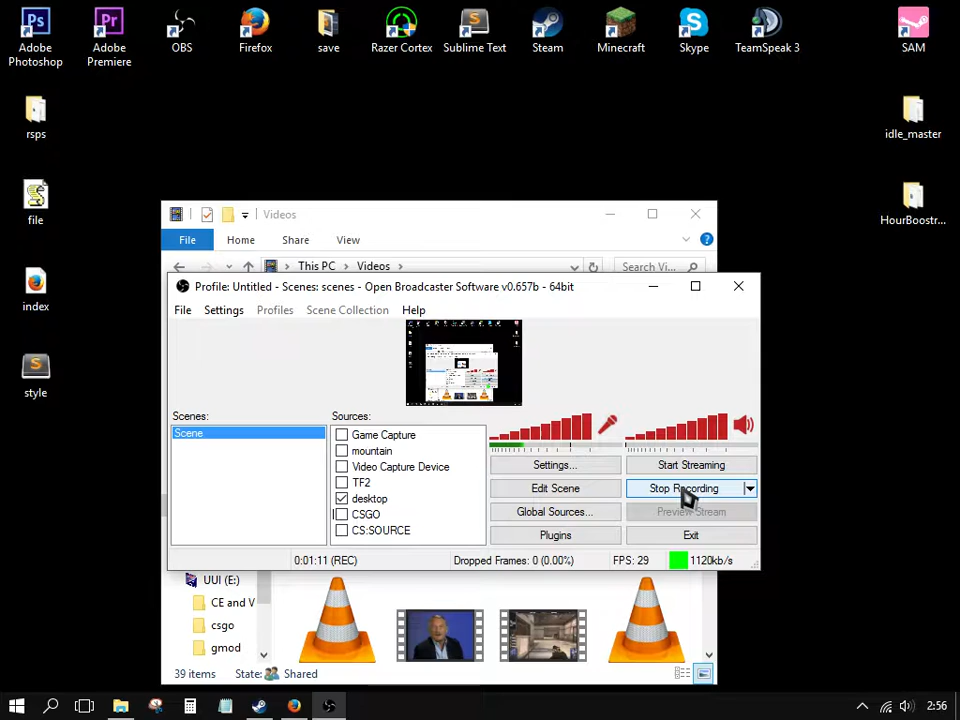 Adobe Photoshop
Adobe Premiere
OBS
Firefox
save
Razer Cortex
Sublime Text
Steam
Minecraft
Skype
TeamSpeak 3
SAM
rsps
idle_master
file
HourBoostr...
index
style
Videos
File Home Share View
This PC > Videos >
Search Vi...
Profile: Untitled - Scenes: scenes - Open Broadcaster Software v0.657b - 64bit
File Settings Profiles Scene Collection Help
Scenes:
Scene
Sources:
Game Capture
mountain
Video Capture Device
TF2
desktop
CSGO
CS:SOURCE
Settings...
Start Streaming
Edit Scene
Stop Recording
Global Sources...
Preview Stream
Plugins
Exit
0:01:11 (REC)
Dropped Frames: 0 (0.00%)
FPS: 29
1120kb/s
UUI (E:)
CE and V
csgo
gmod
39 items
State:
Shared
2:56